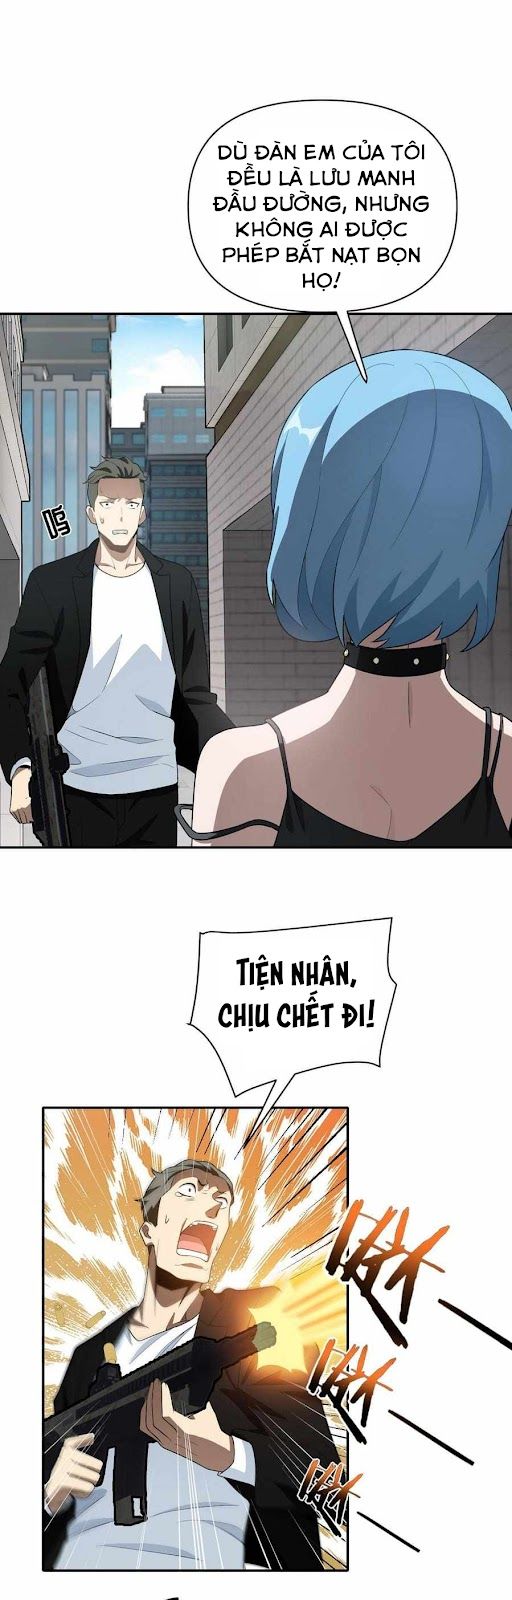 DÙ ĐÀN EM CỦA TÔI
ĐỀU LÀ LƯU MANH
ĐẦU ĐƯỜNG, NHƯNG
KHÔNG AI ĐƯỢC
PHÉP BẮT NẠT BỌN
HỌ!
TIỆN NHÂN,
CHỊU CHẾT ĐI!